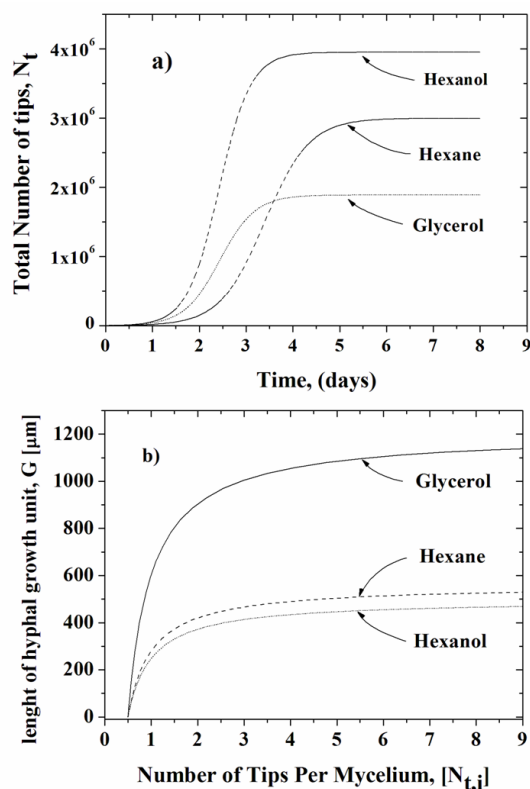 4x10⁶
a)
Hexanol
3x10⁶
Hexane
2x10⁶
Glycerol
1x10⁶
0
Total Number of tips, Nₜ
0 1 2 3 4 5 6 7 8 9
Time, (days)
1200
b)
1000
Glycerol
800
600
Hexane
400
Hexanol
200
0
lenght of hyphal growth unit, G [µm]
0 1 2 3 4 5 6 7 8 9
Number of Tips Per Mycelium, [Nt,i]